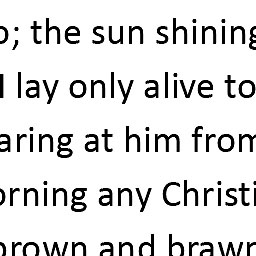 ; the sun shining
I lay only alive to
aring at him from
orning any Christi
brown and brawn